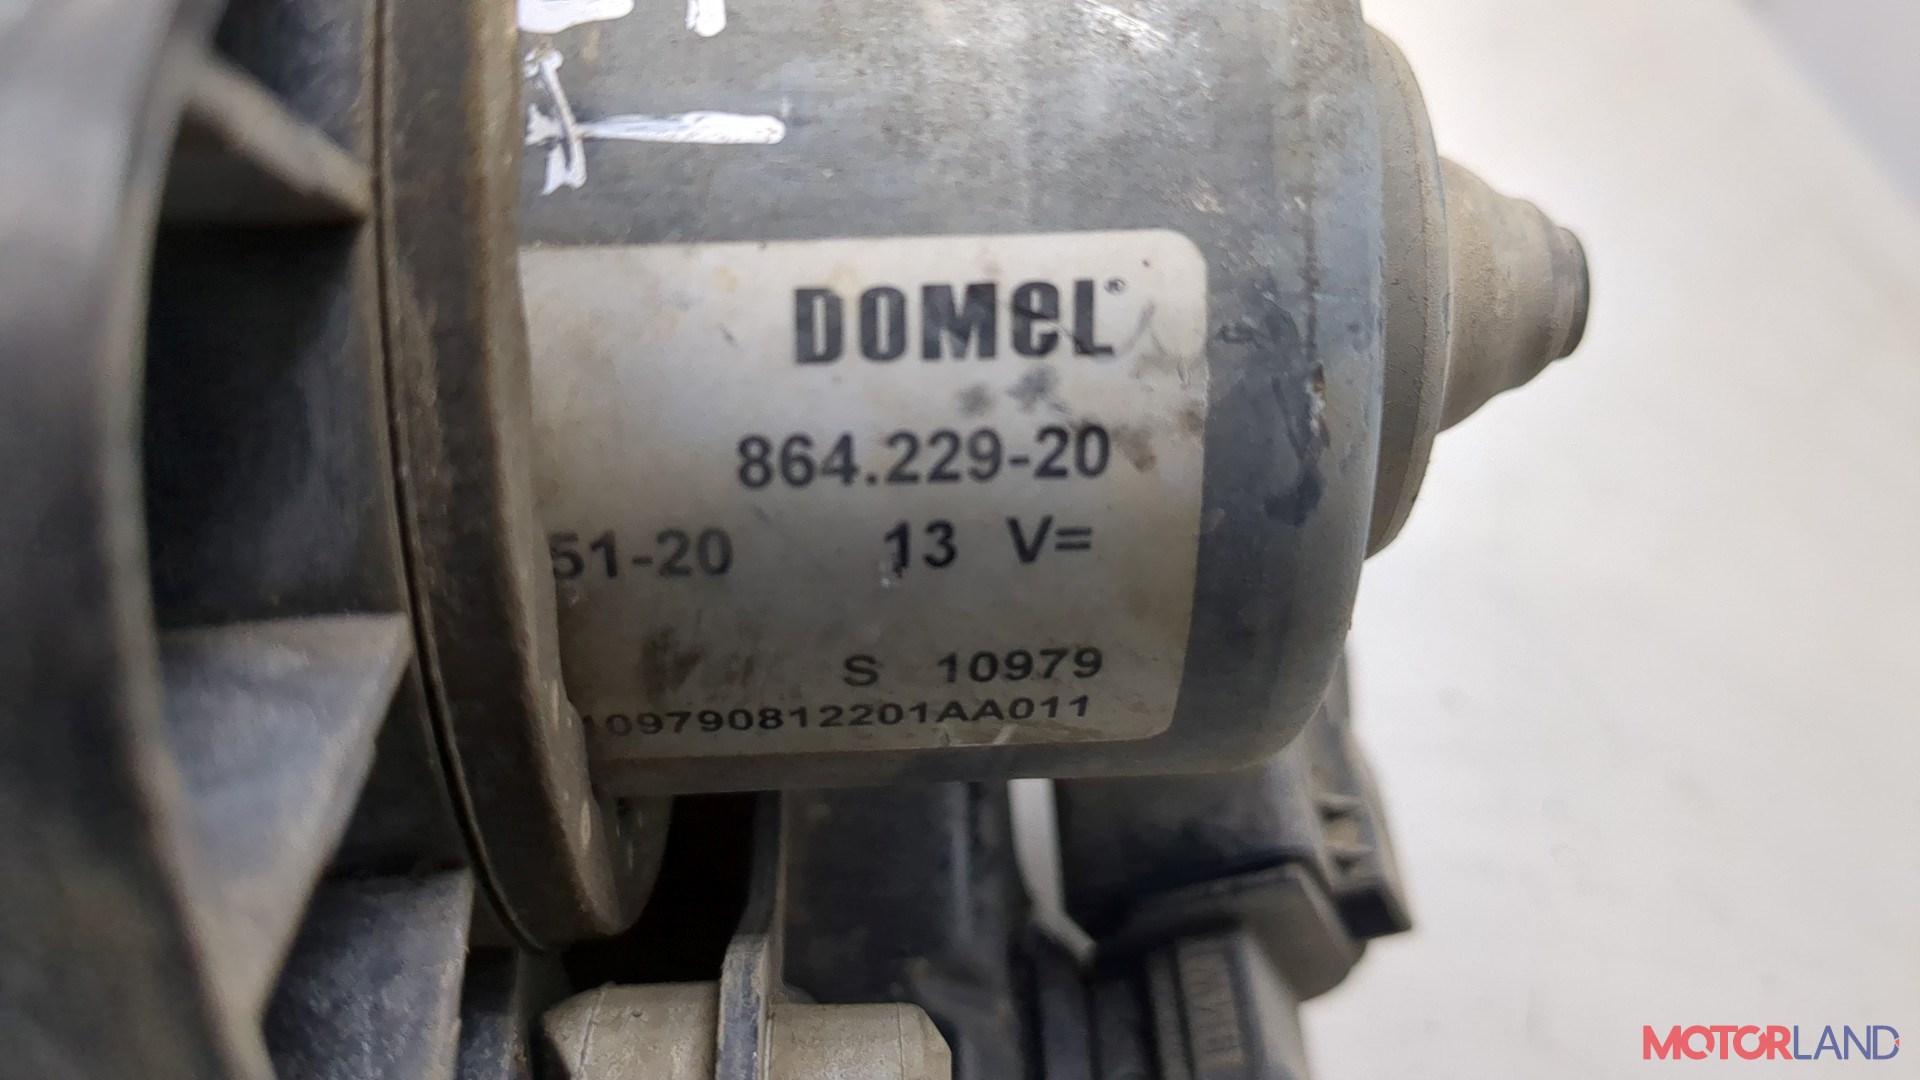 DOMEL®
864.229-20
51-20 13 V=
S 10979
109790812201AA011
MOTORLAND